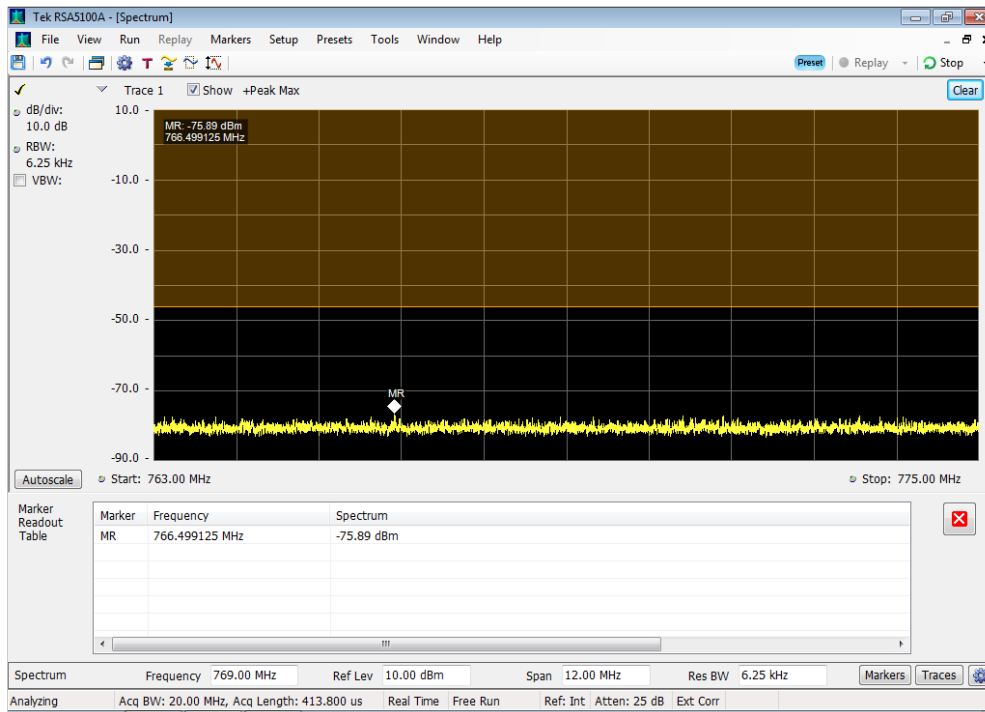 Tek RSA5100A - [Spectrum]
File View Run Replay Markers Setup Presets Tools Window Help
T Preset Replay Stop
Trace 1 Show +Peak Max Clear
dB/div:
10.0 dB
RBW:
6.25 kHz
VBW:
10.0
-10.0
-30.0
-50.0
-70.0
-90.0
MR: -75.89 dBm
766.499125 MHz
MR
Autoscale Start: 763.00 MHz Stop: 775.00 MHz
Marker
Readout
Table
Marker Frequency Spectrum
MR 766.499125 MHz -75.89 dBm
Spectrum Frequency 769.00 MHz Ref Lev 10.00 dBm Span 12.00 MHz Res BW 6.25 kHz Markers Traces
Analyzing Acq BW: 20.00 MHz, Acq Length: 413.800 us Real Time Free Run Ref: Int Atten: 25 dB Ext Corr